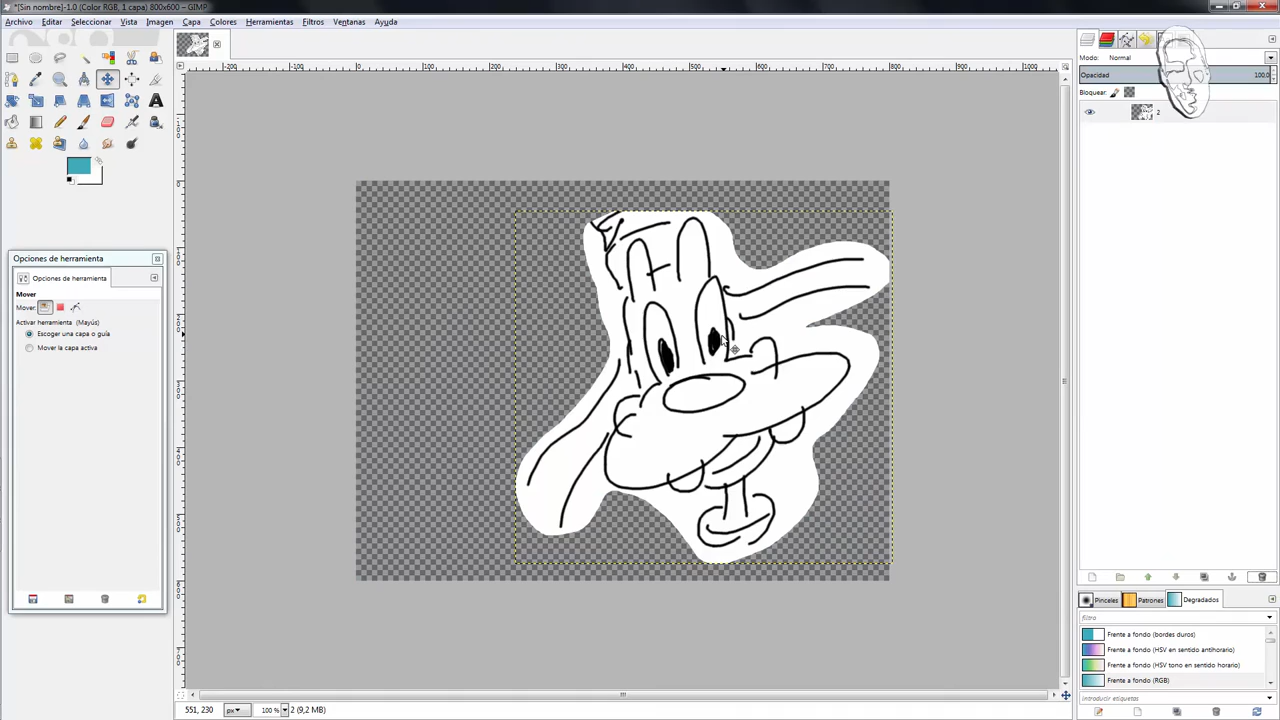 *[Sin nombre]-1.0 (Color RGB, 1 capa) 800x600 – GIMP
Archivo Editar Seleccionar Vista Imagen Capa Colores Herramientas Filtros Ventanas Ayuda
Modo: Normal
Opacidad 100,0
Bloquear:
2
Opciones de herramienta
Opciones de herramienta
Mover
Mover:
Activar herramienta (Mayús)
Escoger una capa o guía
Mover la capa activa
Pinceles Patrones Degradados
filtro
Frente a fondo (bordes duros)
Frente a fondo (HSV en sentido antihorario)
Frente a fondo (HSV tono en sentido horario)
Frente a fondo (RGB)
introducir etiquetas
551, 230 px 100 % 2 (9,2 MB)